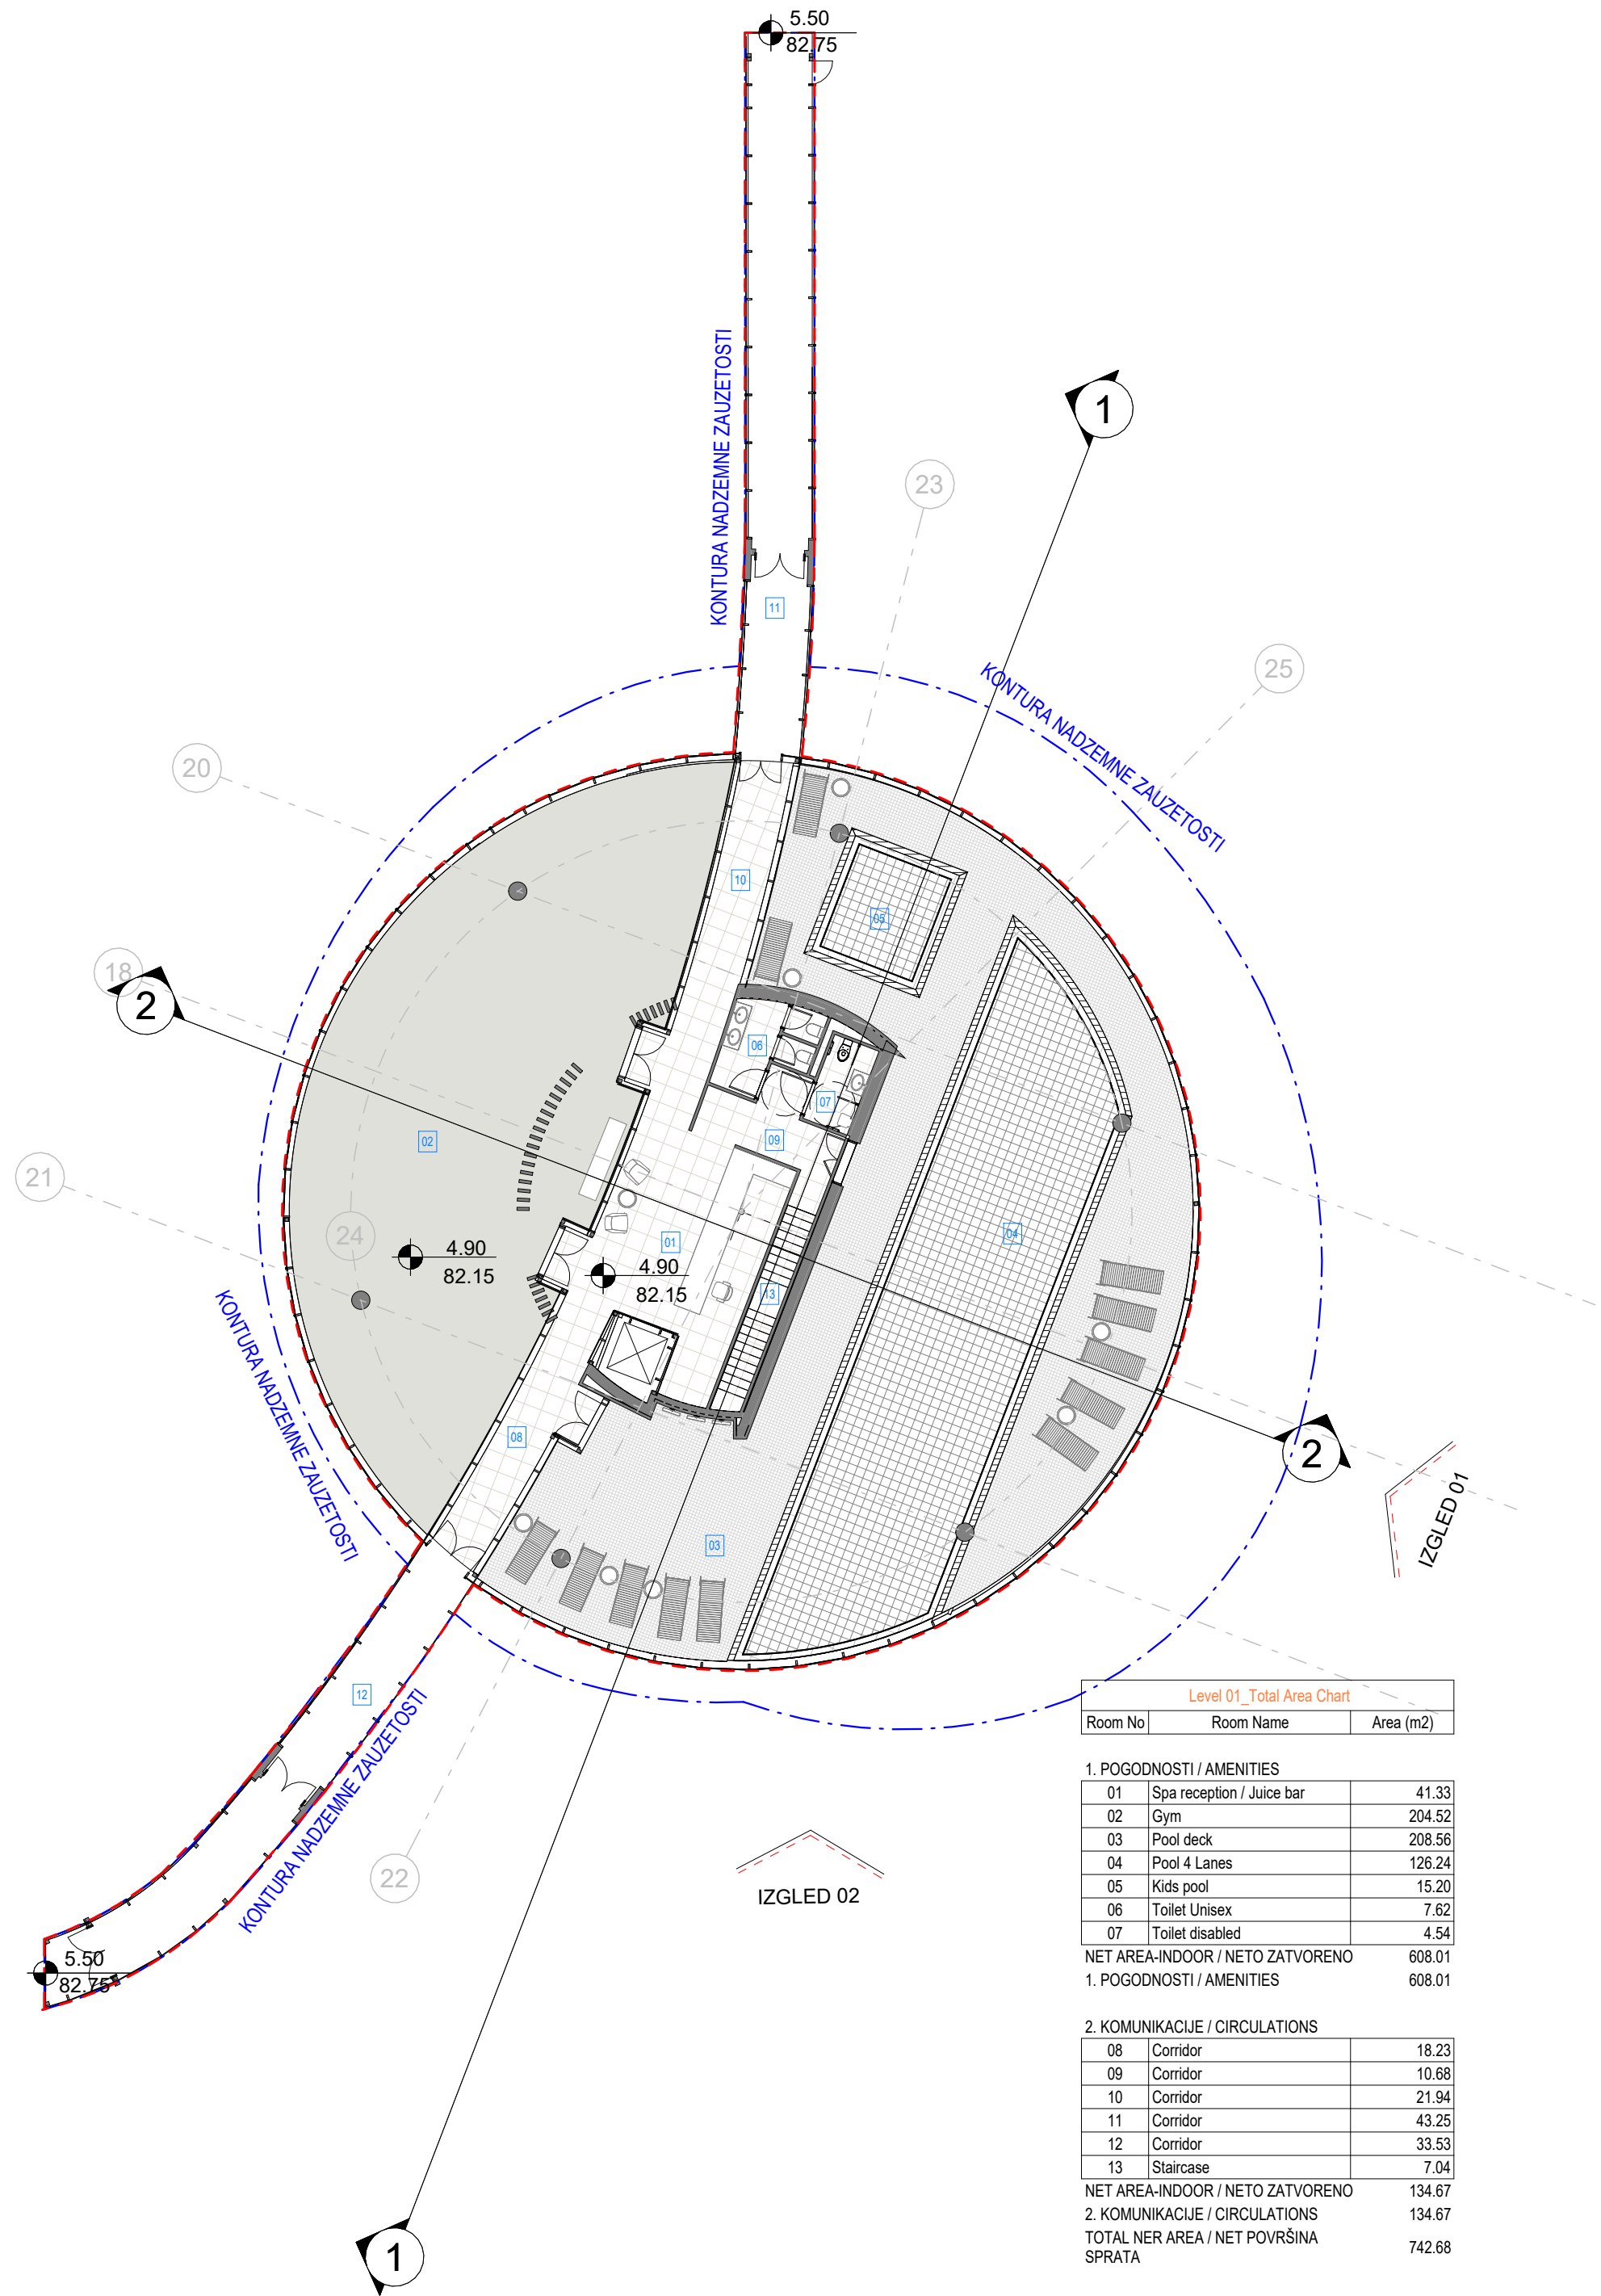 5.50
82.75
KONTURA NADZEMNE ZAUZETOSTI
1
23
11
25
KONTURA NADZEMNE ZAUZETOSTI
20
10
05
18
2
06
07
02
09
21
24
4.90
82.15
01
4.90
82.15
04
13
KONTURA NADZEMNE ZAUZETOSTI
08
2
IZGLED 01
03
12
KONTURA NADZEMNE ZAUZETOSTI
22
IZGLED 02
5.50
82.75
1
Level 01_Total Area Chart
Room No Room Name Area (m2)
1. POGODNOSTI / AMENITIES
01 Spa reception / Juice bar 41.33
02 Gym 204.52
03 Pool deck 208.56
04 Pool 4 Lanes 126.24
05 Kids pool 15.20
06 Toilet Unisex 7.62
07 Toilet disabled 4.54
NET AREA-INDOOR / NETO ZATVORENO 608.01
1. POGODNOSTI / AMENITIES 608.01
2. KOMUNIKACIJE / CIRCULATIONS
08 Corridor 18.23
09 Corridor 10.68
10 Corridor 21.94
11 Corridor 43.25
12 Corridor 33.53
13 Staircase 7.04
NET AREA-INDOOR / NETO ZATVORENO 134.67
2. KOMUNIKACIJE / CIRCULATIONS 134.67
TOTAL NER AREA / NET POVRŠINA
SPRATA 742.68